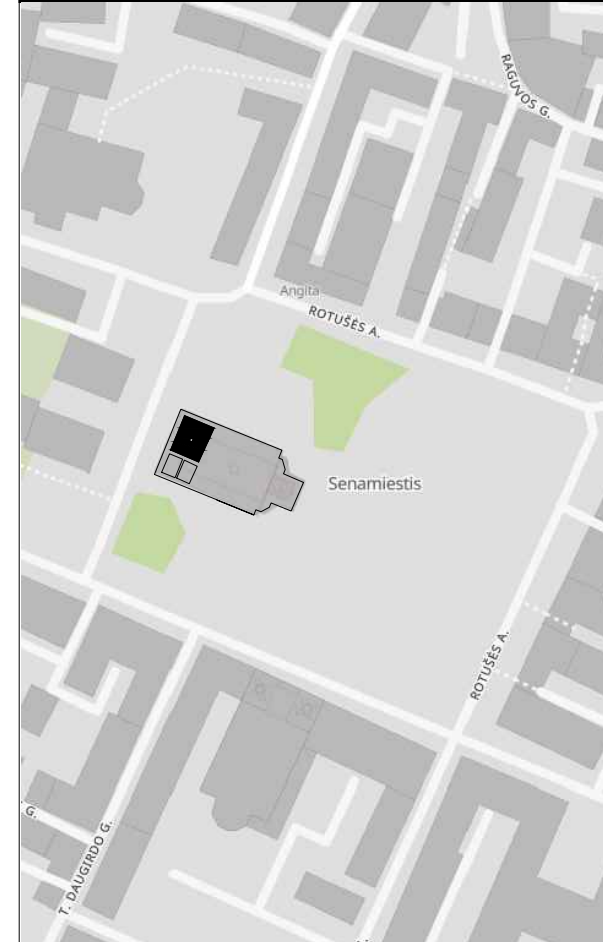 RAGUVOS G.
Angita
ROTUŠĖS A.
Senamiestis
ROTUŠĖS A.
G.
T. DAUGIRDO G.